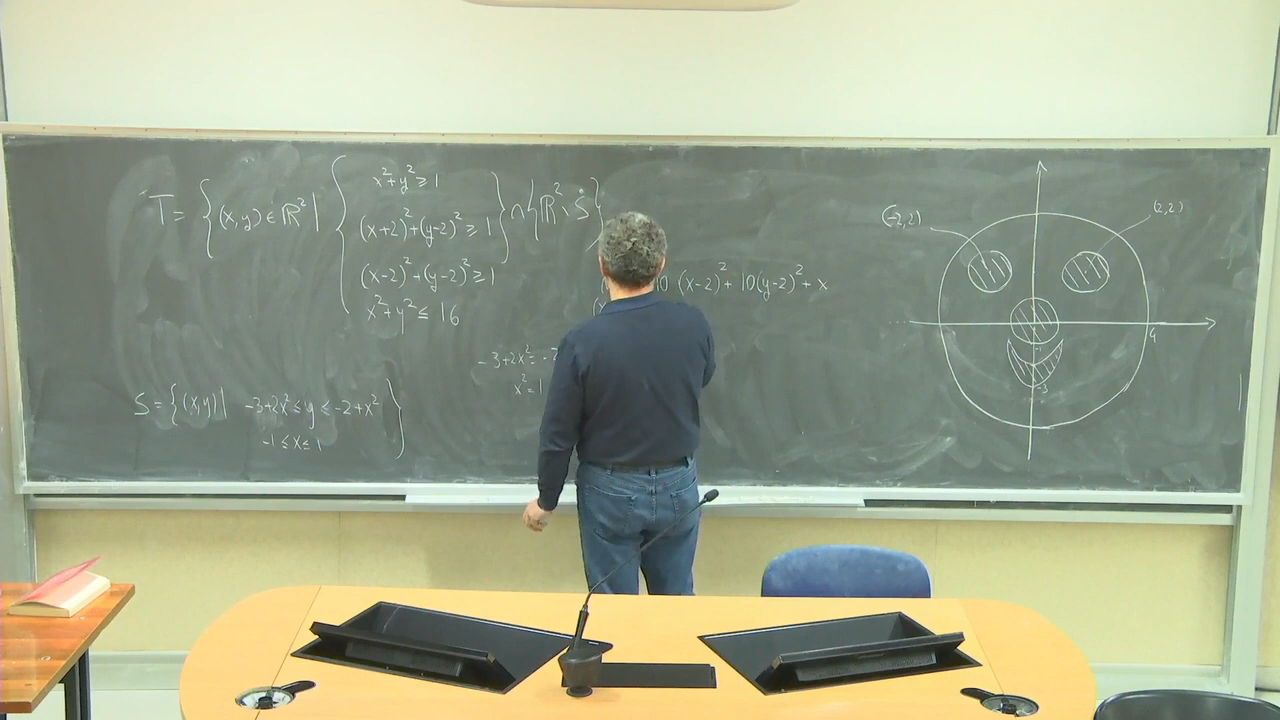 T = { (x,y) ∈ ℝ² | { x²+y² ≥ 1
(x+2)²+(y-2)² ≥ 1 } ∩ { ℝ² \ S̊ }
(x-2)²+(y-2)² ≥ 1
x²+y² ≤ 16
S = { (x,y) | -3+2x² ≤ y ≤ -2+x²
-1 ≤ x ≤ 1 }
-3+2x² = -2
x² = 1
10 (x-2)² + 10(y-2)² + x
(-2,2)
(2,2)
4
-3